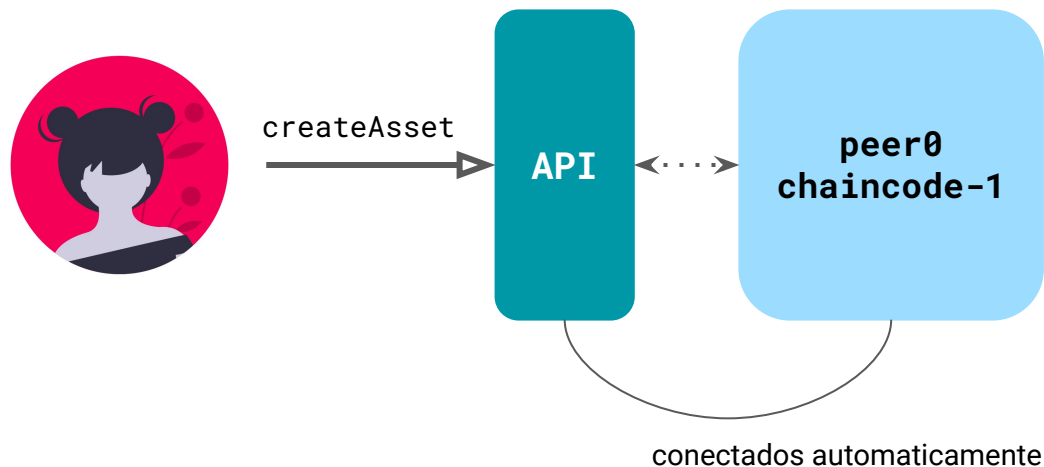 createAsset
API
peer0
chaincode-1
conectados automaticamente